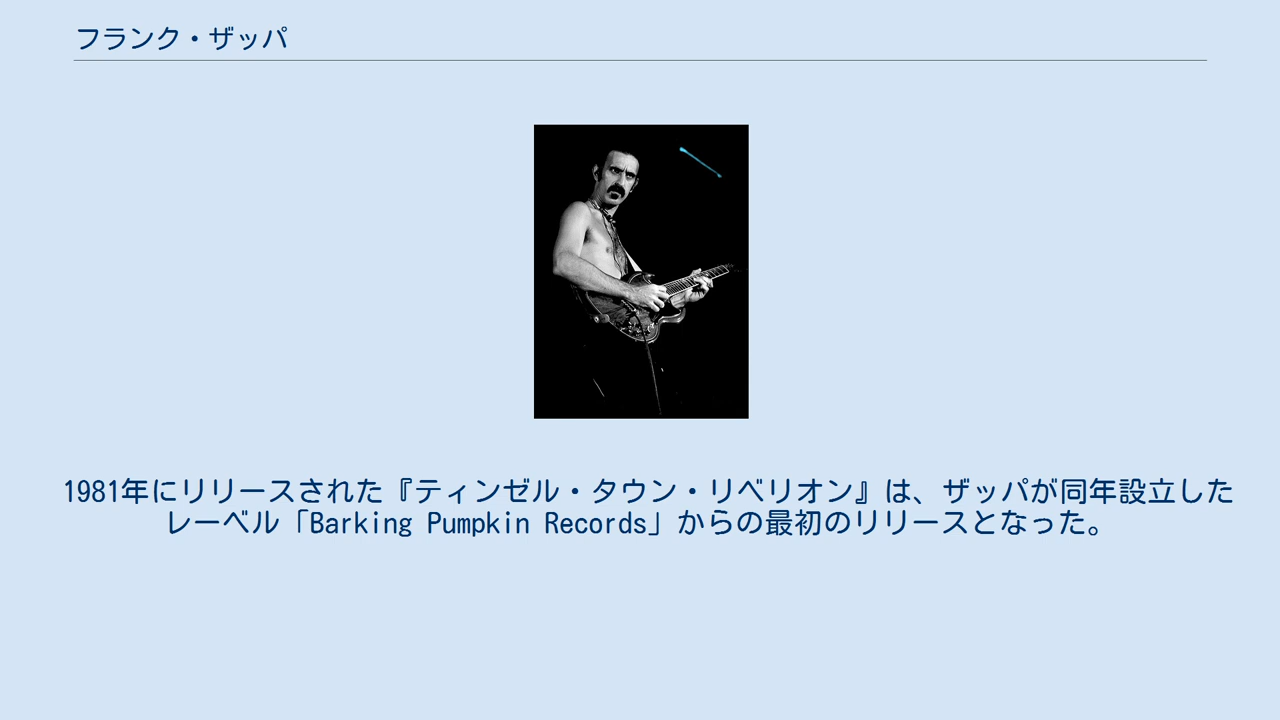 フランク・ザッパ
1981年にリリースされた『ティンゼル・タウン・リベリオン』は、ザッパが同年設立した
レーベル「Barking Pumpkin Records」からの最初のリリースとなった。